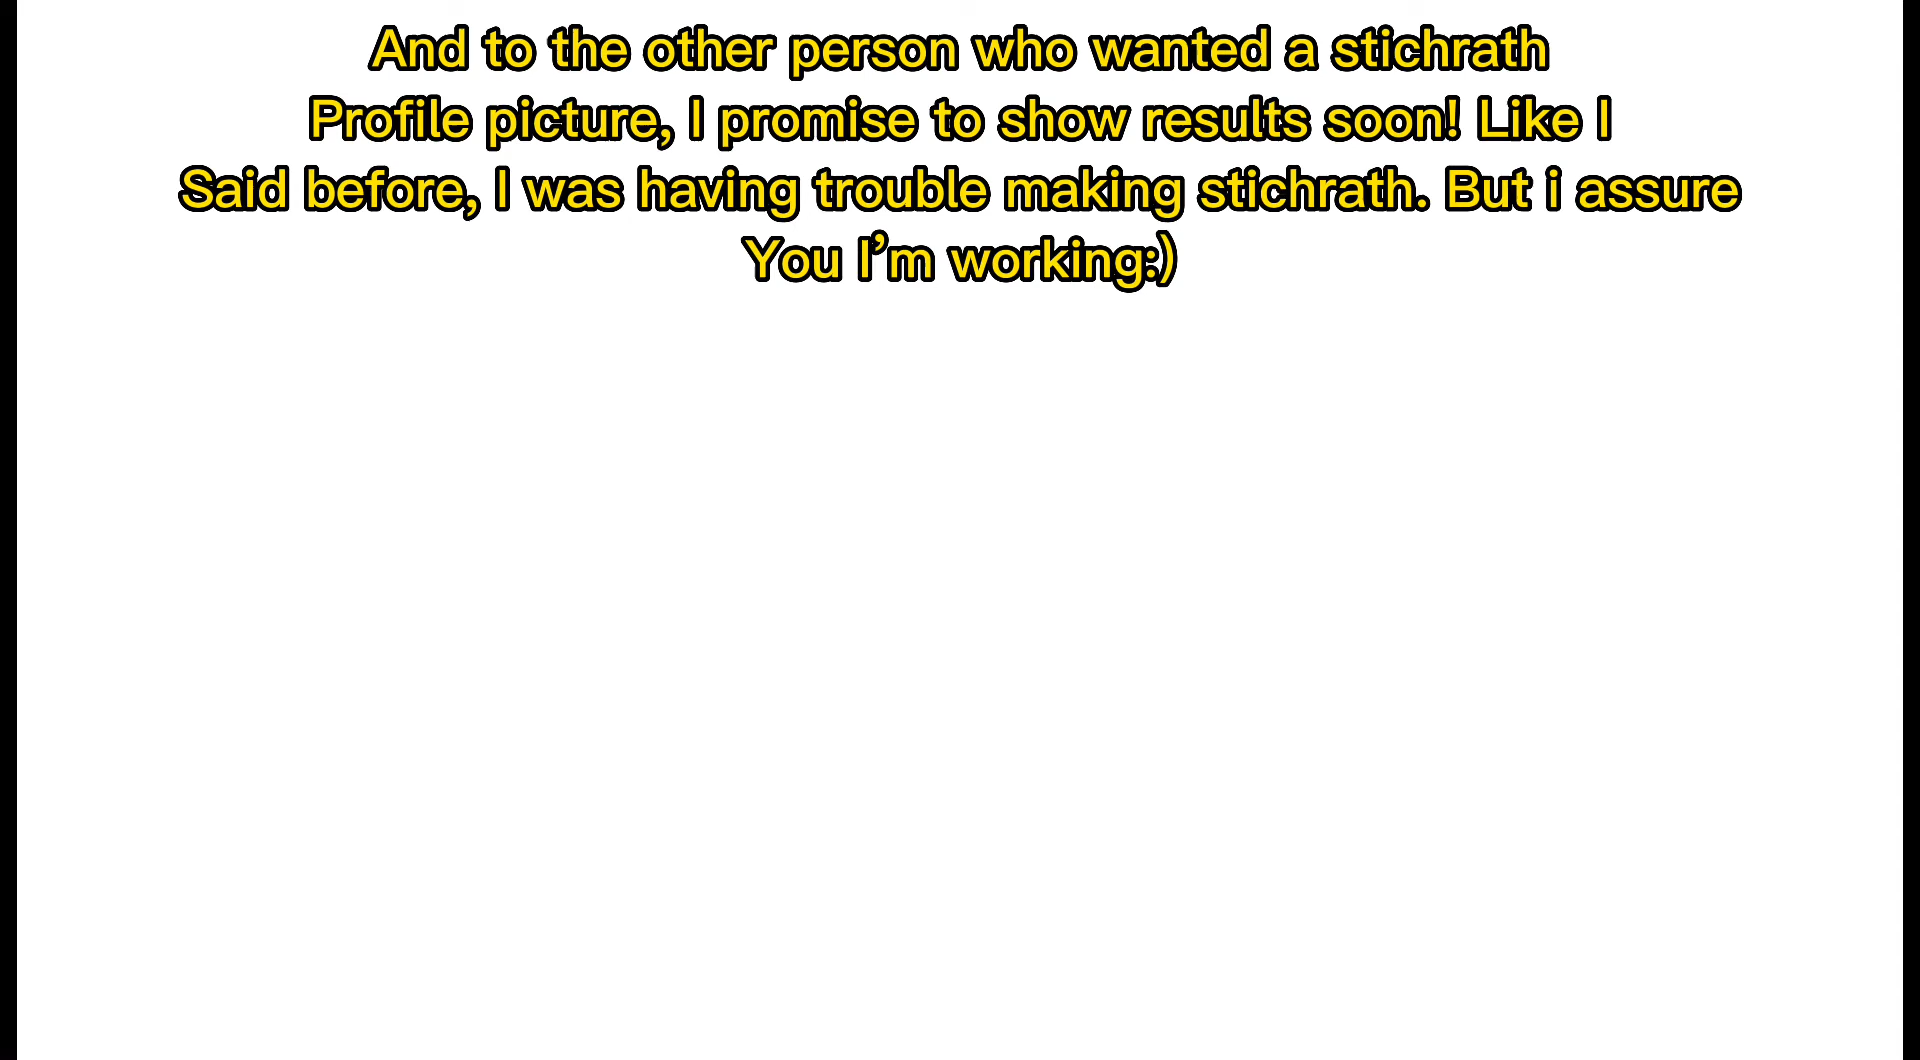 And to the other person who wanted a stichrath
Profile picture, I promise to show results soon! Like I
Said before, I was having trouble making stichrath. But i assure
You I’m working:)